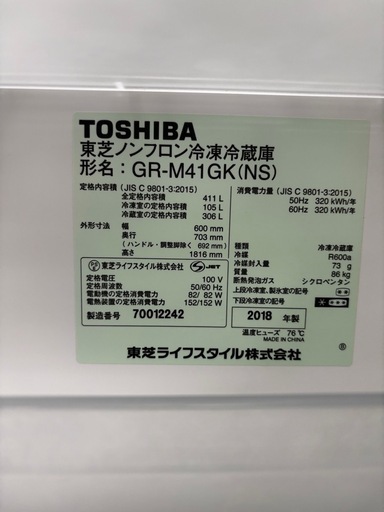 TOSHIBA
東芝ノンフロン冷凍冷蔵庫
形名：GR-M41GK(NS)
定格内容積 (JIS C 9801-3:2015)
全定格内容積 411 L
冷凍室の定格内容積 105 L
冷蔵室の定格内容積 306 L
外形寸法 幅 600 mm
奥行 703 mm
(ハンドル・調整脚除く 692 mm)
高さ 1816 mm
消費電力量 (JIS C 9801-3:2015)
50Hz 320 kWh/年
60Hz 320 kWh/年
種類 冷凍冷蔵庫
冷媒 R600a
冷媒封入量 73 g
質量 86 kg
断熱発泡ガス シクロペンタン
上段冷凍室、製氷室の記号
下段冷凍室の記号
東芝ライフスタイル株式会社 JET
定格電圧 100 V
定格周波数 50/60 Hz
電動機の定格消費電力 82/ 82 W
電熱装置の定格消費電力 152/152 W
製造番号 70012242
2018 年製
温度ヒューズ 76℃
MADE IN CHINA
東芝ライフスタイル株式会社